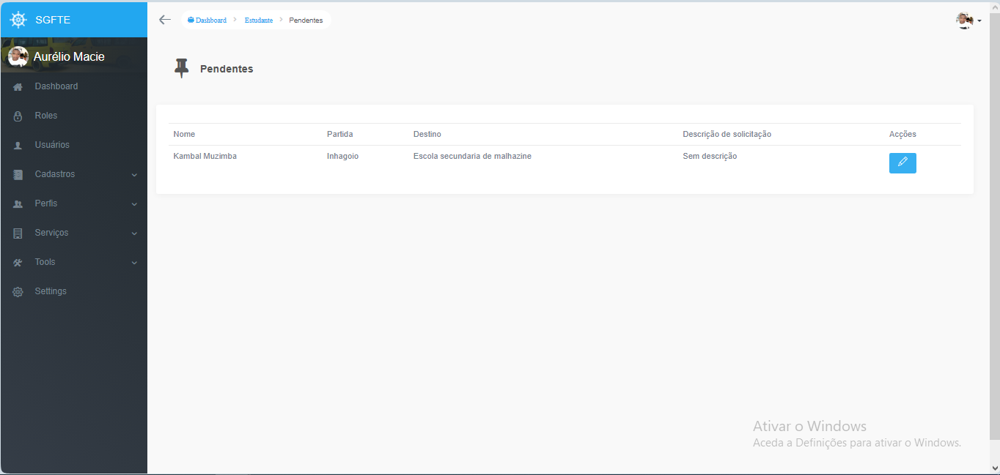 SGFTE
Dashboard
Estudante
Pendentes
Aurélio Macie
Dashboard
Roles
Usuários
Cadastros
Perfis
Serviços
Tools
Settings
Pendentes
Nome Partida Destino Descrição de solicitação Acções
Kambal Muzimba Inhagoio Escola secundaria de malhazine Sem descrição
Ativar o Windows
Aceda a Definições para ativar o Windows.